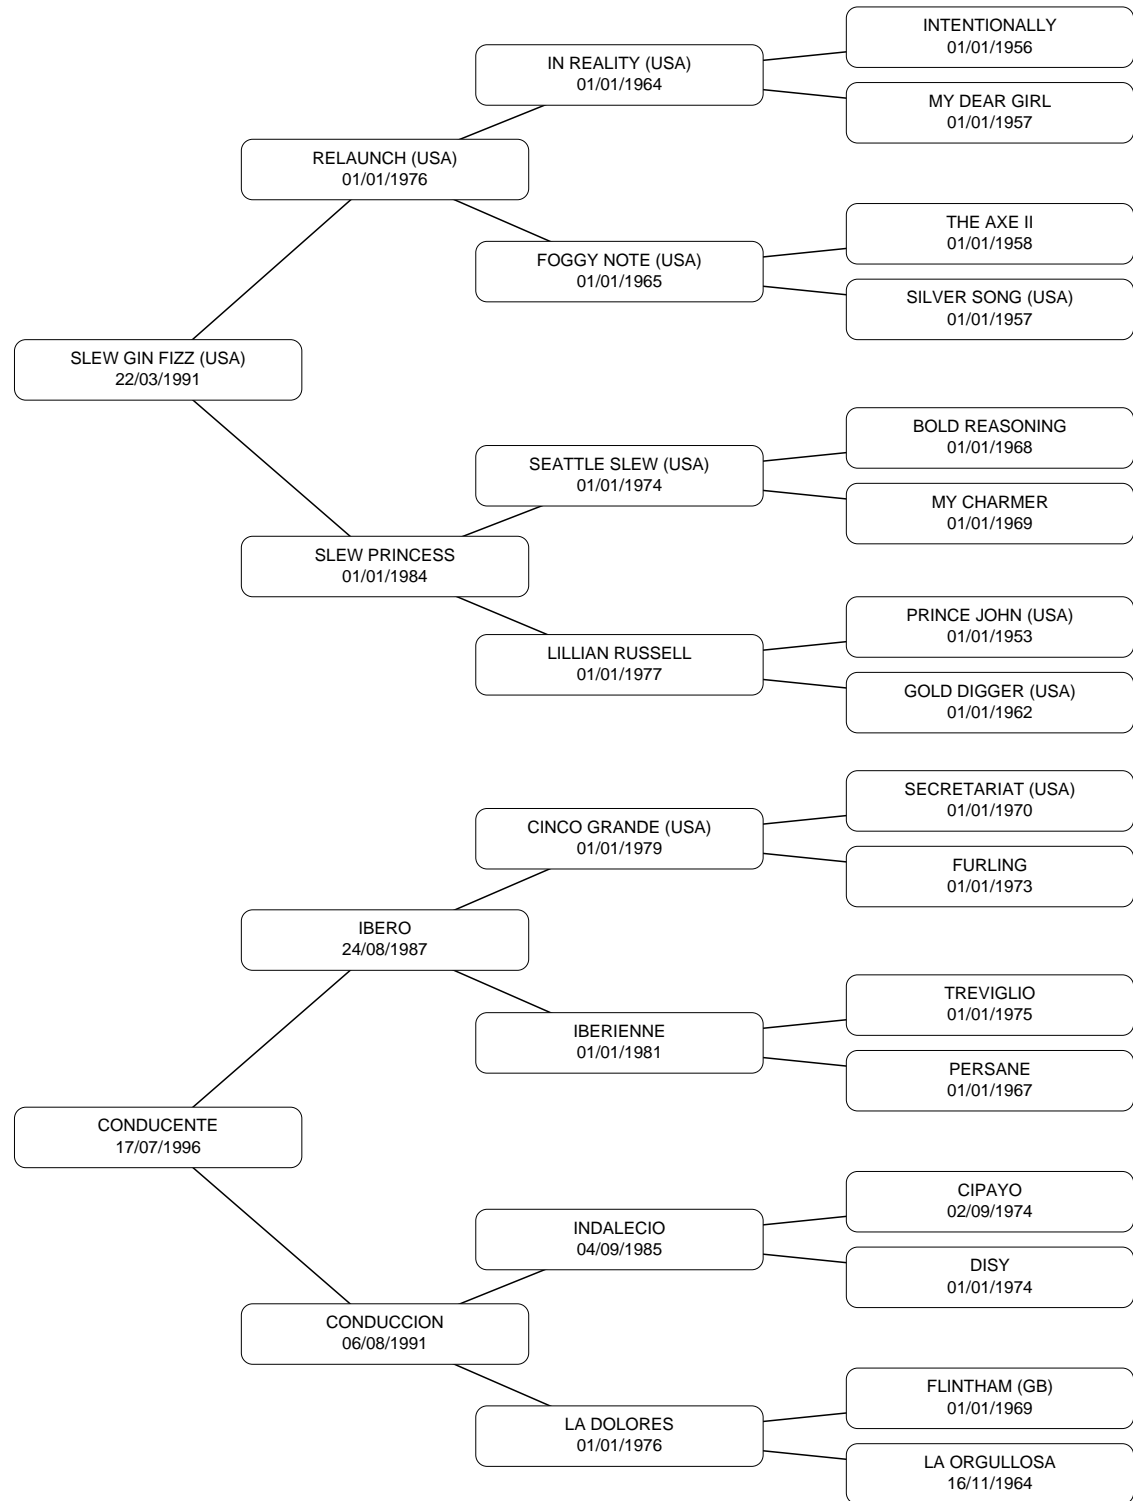 INTENTIONALLY
01/01/1956
IN REALITY (USA)
01/01/1964
MY DEAR GIRL
01/01/1957
RELAUNCH (USA)
01/01/1976
THE AXE II
01/01/1958
FOGGY NOTE (USA)
01/01/1965
SILVER SONG (USA)
01/01/1957
SLEW GIN FIZZ (USA)
22/03/1991
BOLD REASONING
01/01/1968
SEATTLE SLEW (USA)
01/01/1974
MY CHARMER
01/01/1969
SLEW PRINCESS
01/01/1984
PRINCE JOHN (USA)
01/01/1953
LILLIAN RUSSELL
01/01/1977
GOLD DIGGER (USA)
01/01/1962
SECRETARIAT (USA)
01/01/1970
CINCO GRANDE (USA)
01/01/1979
FURLING
01/01/1973
IBERO
24/08/1987
TREVIGLIO
01/01/1975
IBERIENNE
01/01/1981
PERSANE
01/01/1967
CONDUCENTE
17/07/1996
CIPAYO
02/09/1974
INDALECIO
04/09/1985
DISY
01/01/1974
CONDUCCION
06/08/1991
FLINTHAM (GB)
01/01/1969
LA DOLORES
01/01/1976
LA ORGULLOSA
16/11/1964